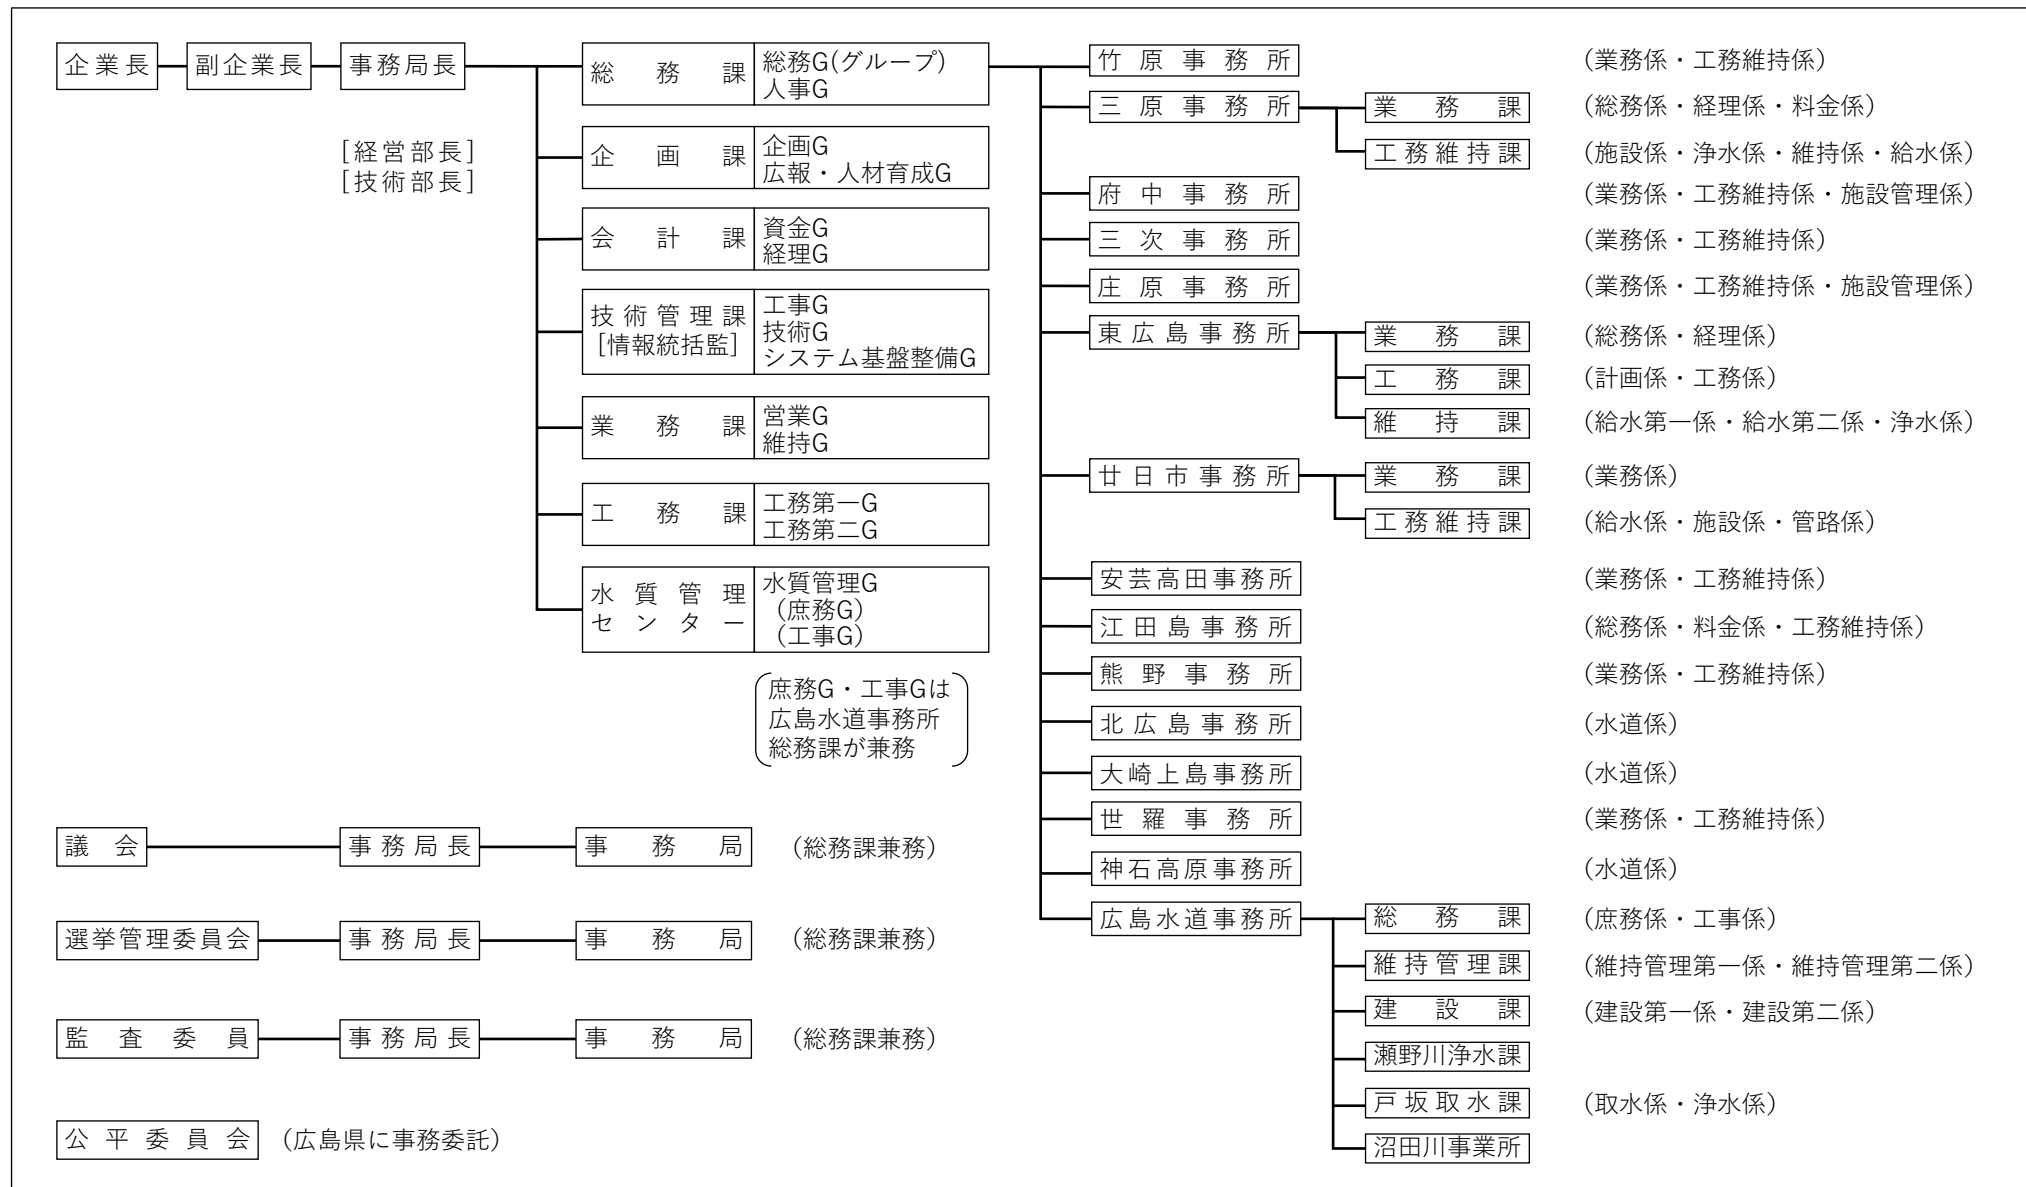 企業長
副企業長
事務局長
[経営部長]
[技術部長]
総務課
総務G(グループ)
人事G
企画課
企画G
広報・人材育成G
会計課
資金G
経理G
技術管理課
[情報統括監]
工事G
技術G
システム基盤整備G
業務課
営業G
維持G
工務課
工務第一G
工務第二G
水質管理
センター
水質管理G
(庶務G)
(工事G)
庶務G・工事Gは
広島水道事務所
総務課が兼務
議会
事務局長
事務局
(総務課兼務)
選挙管理委員会
事務局長
事務局
(総務課兼務)
監査委員
事務局長
事務局
(総務課兼務)
公平委員会
(広島県に事務委託)
竹原事務所
(業務係・工務維持係)
三原事務所
業務課
(総務係・経理係・料金係)
工務維持課
(施設係・浄水係・維持係・給水係)
府中事務所
(業務係・工務維持係・施設管理係)
三次事務所
(業務係・工務維持係)
庄原事務所
(業務係・工務維持係・施設管理係)
東広島事務所
業務課
(総務係・経理係)
工務課
(計画係・工務係)
維持課
(給水第一係・給水第二係・浄水係)
廿日市事務所
業務課
(業務係)
工務維持課
(給水係・施設係・管路係)
安芸高田事務所
(業務係・工務維持係)
江田島事務所
(総務係・料金係・工務維持係)
熊野事務所
(業務係・工務維持係)
北広島事務所
(水道係)
大崎上島事務所
(水道係)
世羅事務所
(業務係・工務維持係)
神石高原事務所
(水道係)
広島水道事務所
総務課
(庶務係・工事係)
維持管理課
(維持管理第一係・維持管理第二係)
建設課
(建設第一係・建設第二係)
瀬野川浄水課
戸坂取水課
(取水係・浄水係)
沼田川事業所